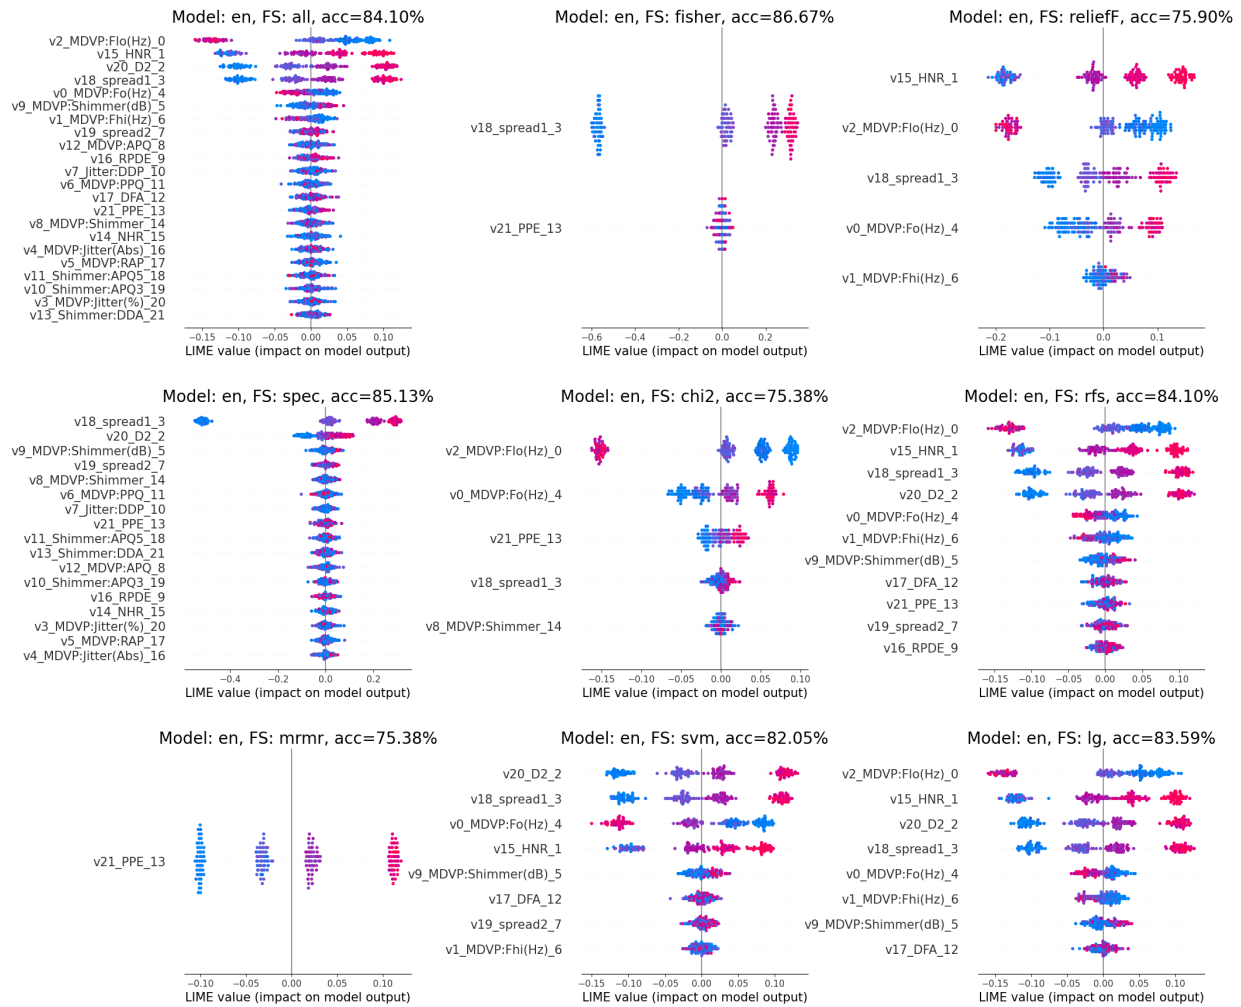 Model: en, FS: all, acc=84.10%
v2_MDVP:Flo(Hz)_0
v15_HNR_1
v20_D2_2
v18_spread1_3
v0_MDVP:Fo(Hz)_4
v9_MDVP:Shimmer(dB)_5
v1_MDVP:Fhi(Hz)_6
v19_spread2_7
v12_MDVP:APQ_8
v16_RPDE_9
v7_Jitter:DDP_10
v6_MDVP:PPQ_11
v17_DFA_12
v21_PPE_13
v8_MDVP:Shimmer_14
v14_NHR_15
v4_MDVP:Jitter(Abs)_16
v5_MDVP:RAP_17
v11_Shimmer:APQ5_18
v10_Shimmer:APQ3_19
v3_MDVP:Jitter(%)_20
v13_Shimmer:DDA_21
−0.15 −0.10 −0.05 0.00 0.05 0.10
LIME value (impact on model output)
Model: en, FS: fisher, acc=86.67%
v18_spread1_3
v21_PPE_13
−0.6 −0.4 −0.2 0.0 0.2
LIME value (impact on model output)
Model: en, FS: reliefF, acc=75.90%
v15_HNR_1
v2_MDVP:Flo(Hz)_0
v18_spread1_3
v0_MDVP:Fo(Hz)_4
v1_MDVP:Fhi(Hz)_6
−0.2 −0.1 0.0 0.1
LIME value (impact on model output)
Model: en, FS: spec, acc=85.13%
v18_spread1_3
v20_D2_2
v9_MDVP:Shimmer(dB)_5
v19_spread2_7
v8_MDVP:Shimmer_14
v6_MDVP:PPQ_11
v7_Jitter:DDP_10
v21_PPE_13
v11_Shimmer:APQ5_18
v13_Shimmer:DDA_21
v12_MDVP:APQ_8
v10_Shimmer:APQ3_19
v16_RPDE_9
v14_NHR_15
v3_MDVP:Jitter(%)_20
v5_MDVP:RAP_17
v4_MDVP:Jitter(Abs)_16
−0.4 −0.2 0.0 0.2
LIME value (impact on model output)
Model: en, FS: chi2, acc=75.38%
v2_MDVP:Flo(Hz)_0
v0_MDVP:Fo(Hz)_4
v21_PPE_13
v18_spread1_3
v8_MDVP:Shimmer_14
−0.15 −0.10 −0.05 0.00 0.05 0.10
LIME value (impact on model output)
Model: en, FS: rfs, acc=84.10%
v2_MDVP:Flo(Hz)_0
v15_HNR_1
v18_spread1_3
v20_D2_2
v0_MDVP:Fo(Hz)_4
v1_MDVP:Fhi(Hz)_6
v9_MDVP:Shimmer(dB)_5
v17_DFA_12
v21_PPE_13
v19_spread2_7
v16_RPDE_9
−0.15 −0.10 −0.05 0.00 0.05 0.10
LIME value (impact on model output)
Model: en, FS: mrmr, acc=75.38%
v21_PPE_13
−0.10 −0.05 0.00 0.05 0.10
LIME value (impact on model output)
Model: en, FS: svm, acc=82.05%
v20_D2_2
v18_spread1_3
v0_MDVP:Fo(Hz)_4
v15_HNR_1
v9_MDVP:Shimmer(dB)_5
v17_DFA_12
v19_spread2_7
v1_MDVP:Fhi(Hz)_6
−0.15 −0.10 −0.05 0.00 0.05 0.10
LIME value (impact on model output)
Model: en, FS: lg, acc=83.59%
v2_MDVP:Flo(Hz)_0
v15_HNR_1
v20_D2_2
v18_spread1_3
v0_MDVP:Fo(Hz)_4
v1_MDVP:Fhi(Hz)_6
v9_MDVP:Shimmer(dB)_5
v17_DFA_12
−0.15 −0.10 −0.05 0.00 0.05 0.10
LIME value (impact on model output)